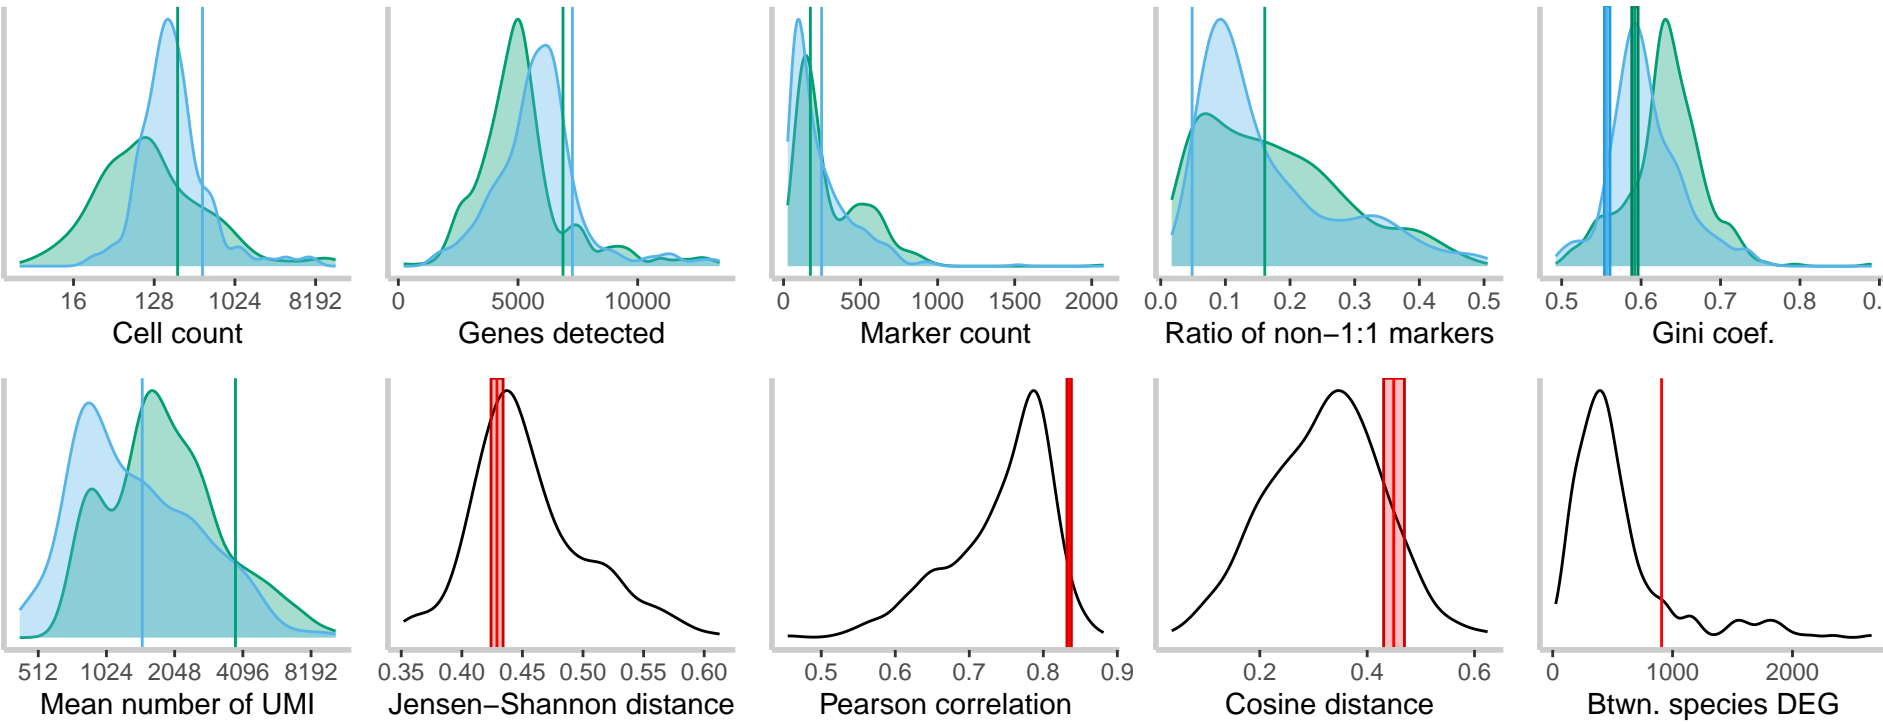 16 128 1024 8192
Cell count
0 5000 10000
Genes detected
0 500 1000 1500 2000
Marker count
0.0 0.1 0.2 0.3 0.4 0.5
Ratio of non−1:1 markers
0.5 0.6 0.7 0.8 0.
Gini coef.
512 1024 2048 4096 8192
Mean number of UMI
0.35 0.40 0.45 0.50 0.55 0.60
Jensen−Shannon distance
0.5 0.6 0.7 0.8 0.9
Pearson correlation
0.2 0.4 0.6
Cosine distance
0 1000 2000
Btwn. species DEG